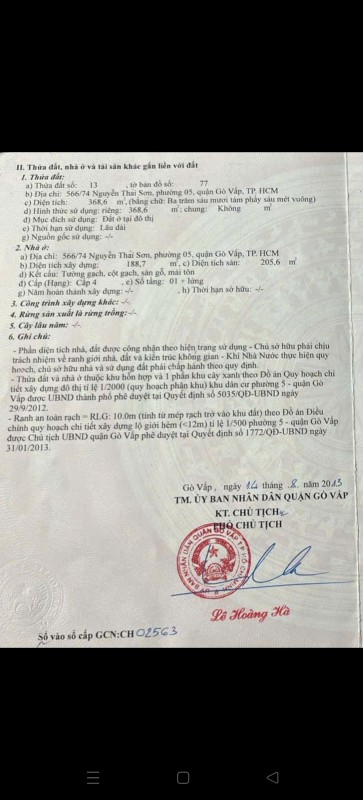 II. Thửa đất, nhà ở và tài sản khác gắn liền với đất
1. Thửa đất:
a) Thửa đất số: 13 , tờ bản đồ số: 77
b) Địa chỉ: 566/74 Nguyễn Thái Sơn, phường 05, quận Gò Vấp, TP. HCM
c) Diện tích: 368,6 m², (bằng chữ: Ba trăm sáu mươi tám phẩy sáu mét vuông)
d) Hình thức sử dụng: riêng: 368,6 m²; chung: Không m²
đ) Mục đích sử dụng: Đất ở tại đô thị
e) Thời hạn sử dụng: Lâu dài
g) Nguồn gốc sử dụng: -/-
2. Nhà ở:
a) Địa chỉ: 566/74 Nguyễn Thái Sơn, phường 05, quận Gò Vấp, TP. HCM
b) Diện tích xây dựng: 188,7 m², c) Diện tích sàn: 205,6 m²
d) Kết cấu: Tường gạch, cột gạch, sàn gỗ, mái tôn
đ) Cấp (Hạng): Cấp 4 , e) Số tầng: 01 + lửng
g) Năm hoàn thành xây dựng: -/- , h) Thời hạn sở hữu: -/-
3. Công trình xây dựng khác: -/-
4. Rừng sản xuất là rừng trồng: -/-
5. Cây lâu năm: -/-
6. Ghi chú:
- Phần diện tích nhà, đất được công nhận theo hiện trạng sử dụng - Chủ sở hữu phải chịu
trách nhiệm về ranh giới nhà, đất và kiến trúc không gian - Khi Nhà Nước thực hiện quy
hoạch, chủ sở hữu nhà và sử dụng đất phải chấp hành theo quy định.
- Thửa đất và nhà ở thuộc khu hỗn hợp và 1 phần khu cây xanh theo Đồ án Quy hoạch chi
tiết xây dựng đô thị tỉ lệ 1/2000 (quy hoạch phân khu) khu dân cư phường 5 - quận Gò
Vấp được UBND thành phố phê duyệt tại Quyết định số 5035/QĐ-UBND ngày
29/9/2012.
- Ranh an toàn rạch = RLG: 10.0m (tính từ mép rạch trở vào khu đất) theo Đồ án Điều
chỉnh quy hoạch chi tiết xây dựng lộ giới hẻm (<12m) tỉ lệ 1/500 phường 5 - quận Gò Vấp
được Chủ tịch UBND quận Gò Vấp phê duyệt tại Quyết định số 1772/QĐ-UBND ngày
31/01/2013.
Gò Vấp, ngày 14 tháng 8 năm 2013
TM. ỦY BAN NHÂN DÂN QUẬN GÒ VẤP
KT. CHỦ TỊCH
PHÓ CHỦ TỊCH
Lê Hoàng Hà
Số vào sổ cấp GCN:CH 02563